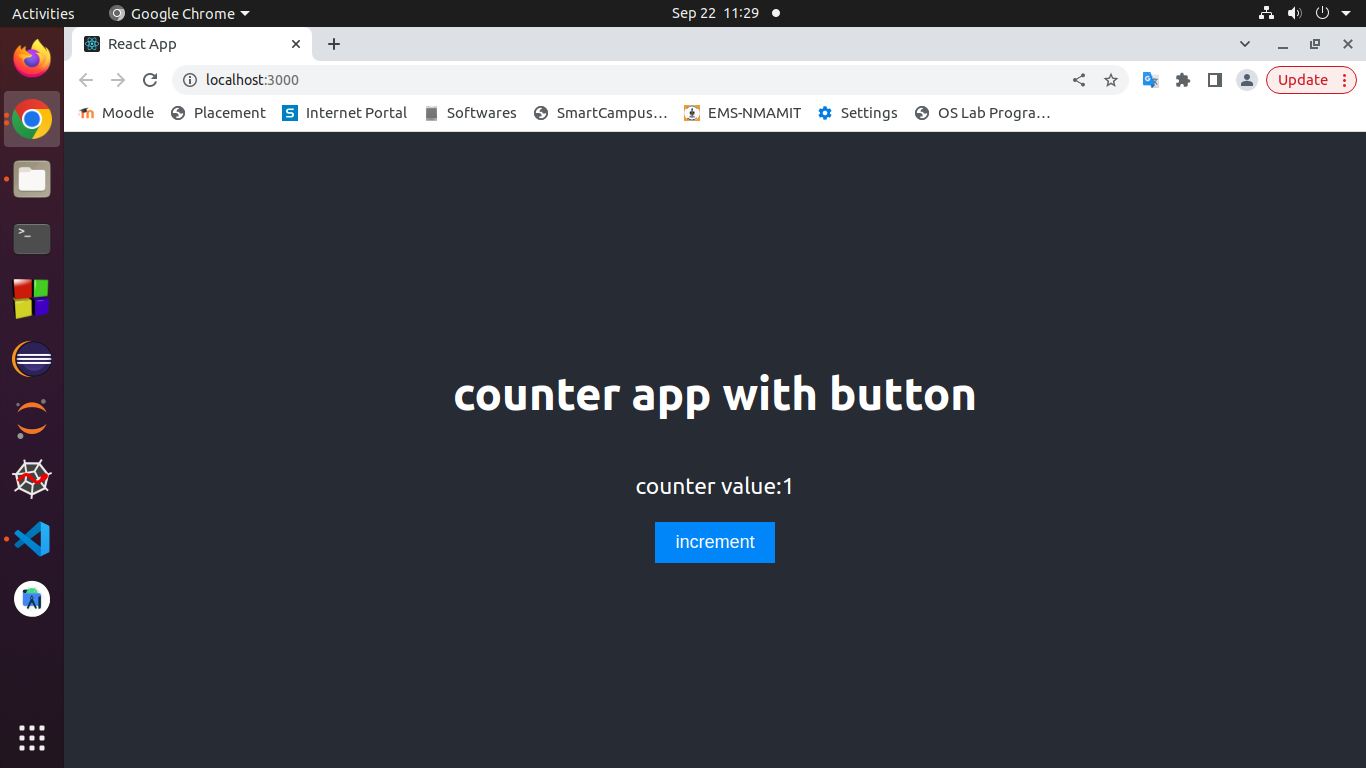 Activities Google Chrome Sep 22 11:29
React App
localhost:3000 Update
Moodle Placement Internet Portal Softwares SmartCampus… EMS-NMAMIT Settings OS Lab Progra…
counter app with button
counter value:1
increment